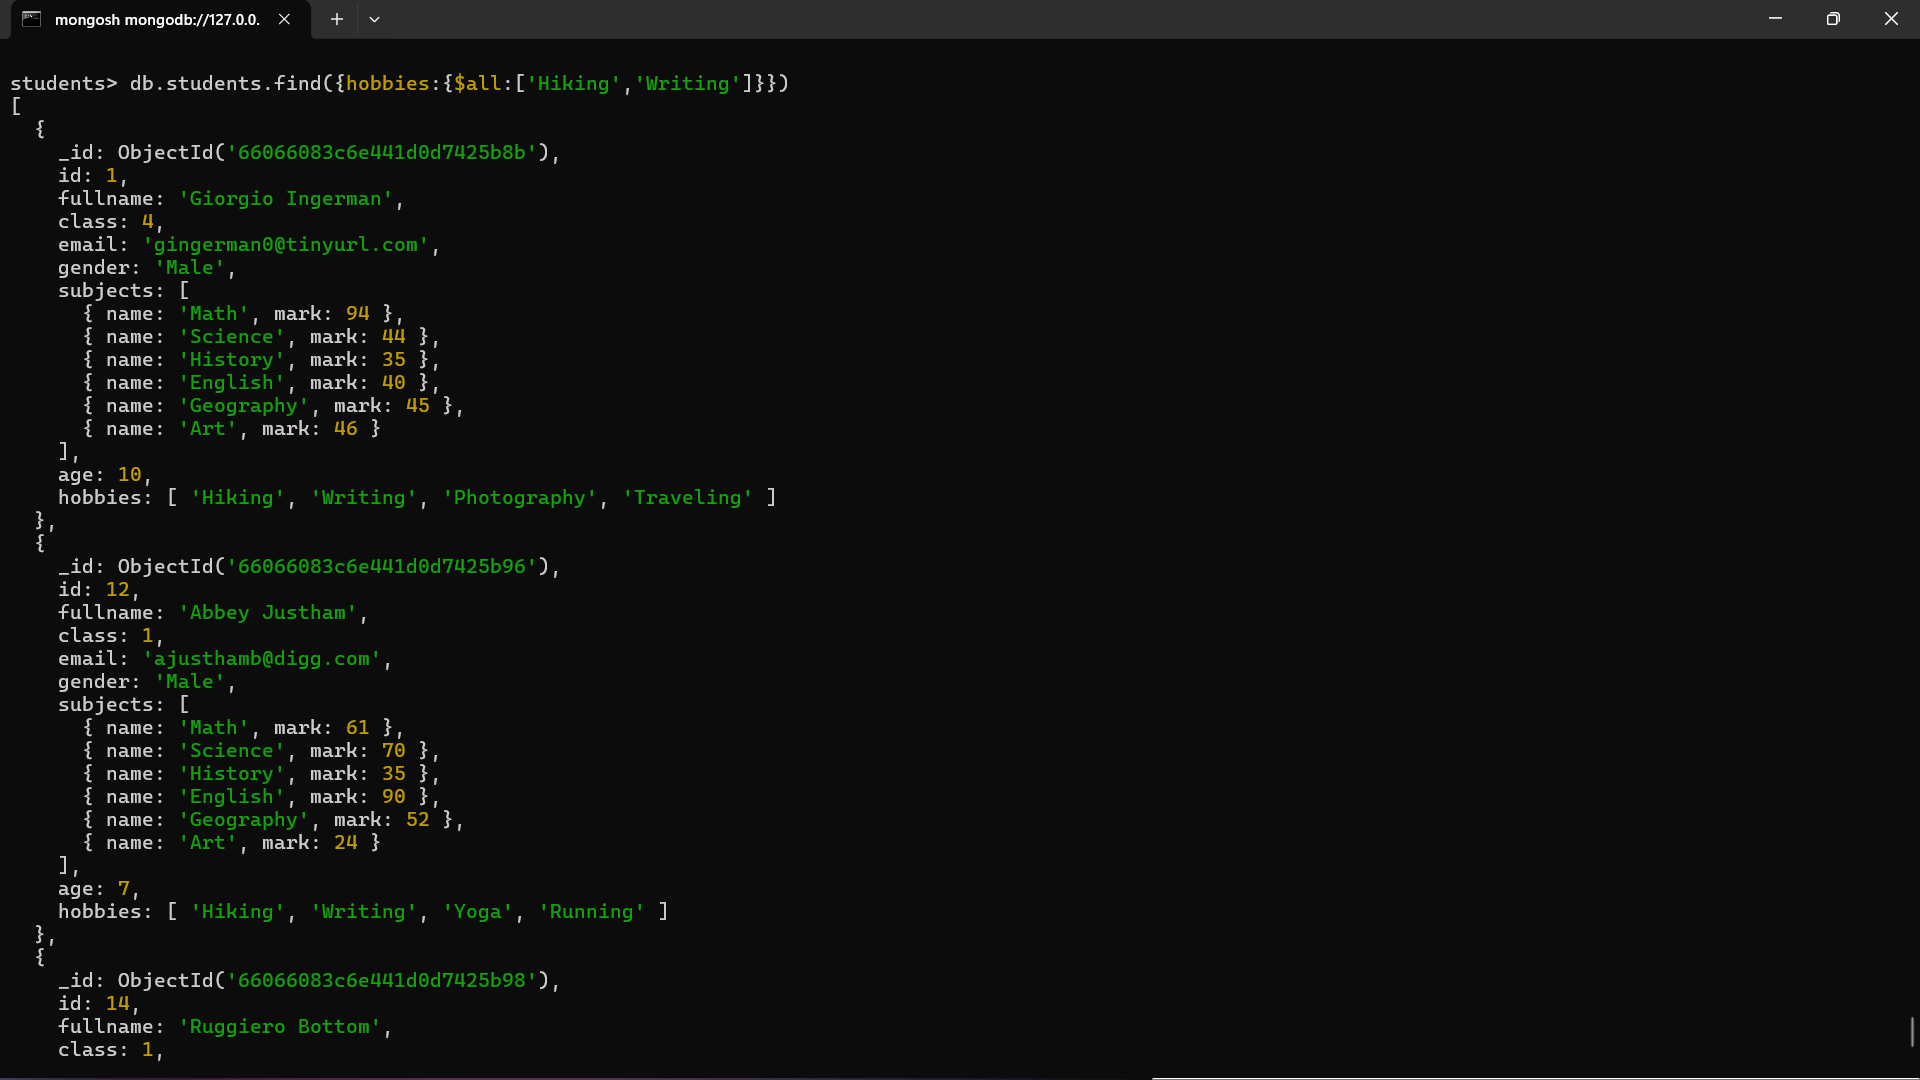 mongosh mongodb://127.0.0.
students> db.students.find({hobbies:{$all:['Hiking','Writing']}})
[
  {
    _id: ObjectId('66066083c6e441d0d7425b8b'),
    id: 1,
    fullname: 'Giorgio Ingerman',
    class: 4,
    email: 'gingerman0@tinyurl.com',
    gender: 'Male',
    subjects: [
      { name: 'Math', mark: 94 },
      { name: 'Science', mark: 44 },
      { name: 'History', mark: 35 },
      { name: 'English', mark: 40 },
      { name: 'Geography', mark: 45 },
      { name: 'Art', mark: 46 }
    ],
    age: 10,
    hobbies: [ 'Hiking', 'Writing', 'Photography', 'Traveling' ]
  },
  {
    _id: ObjectId('66066083c6e441d0d7425b96'),
    id: 12,
    fullname: 'Abbey Justham',
    class: 1,
    email: 'ajusthamb@digg.com',
    gender: 'Male',
    subjects: [
      { name: 'Math', mark: 61 },
      { name: 'Science', mark: 70 },
      { name: 'History', mark: 35 },
      { name: 'English', mark: 90 },
      { name: 'Geography', mark: 52 },
      { name: 'Art', mark: 24 }
    ],
    age: 7,
    hobbies: [ 'Hiking', 'Writing', 'Yoga', 'Running' ]
  },
  {
    _id: ObjectId('66066083c6e441d0d7425b98'),
    id: 14,
    fullname: 'Ruggiero Bottom',
    class: 1,